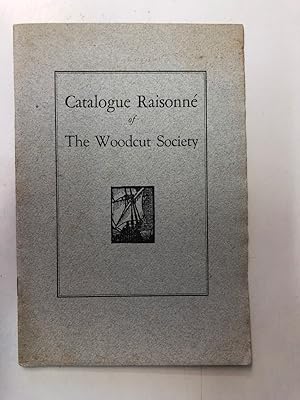 Catalogue Raisonné
of
The Woodcut Society